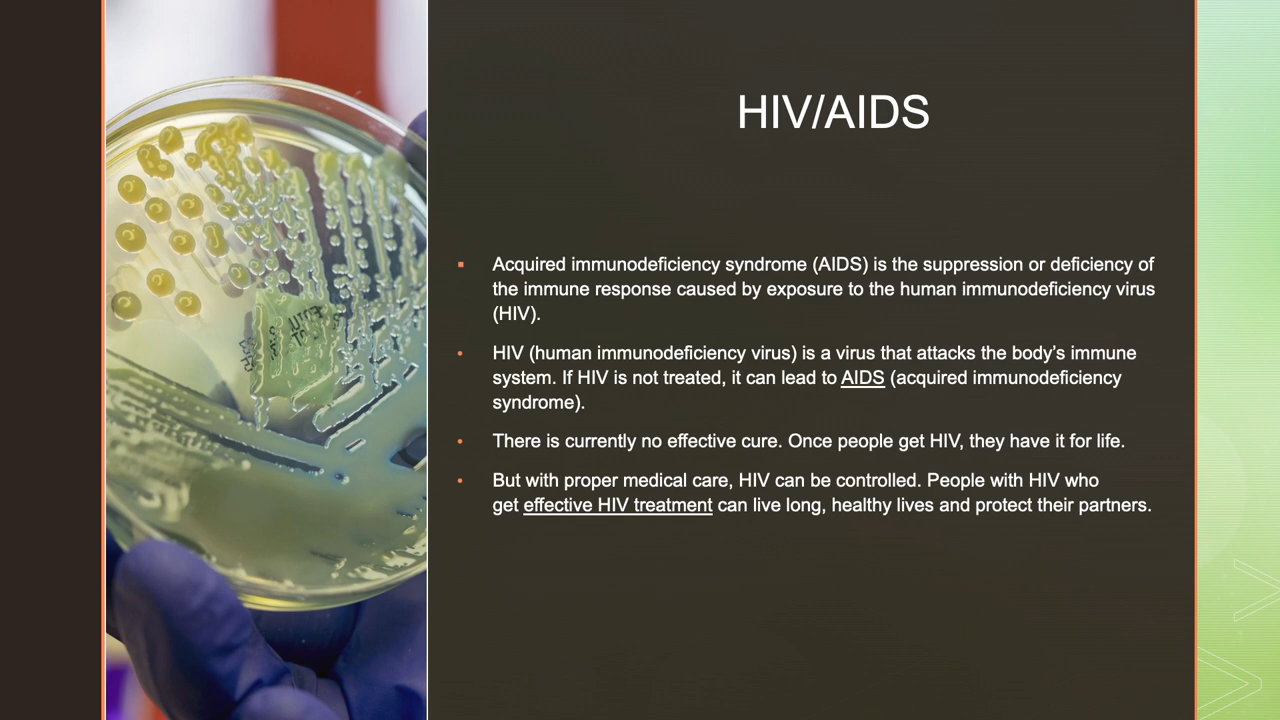 HIV/AIDS
Acquired immunodeficiency syndrome (AIDS) is the suppression or deficiency of
the immune response caused by exposure to the human immunodeficiency virus
(HIV).
HIV (human immunodeficiency virus) is a virus that attacks the body’s immune
system. If HIV is not treated, it can lead to AIDS (acquired immunodeficiency
syndrome).
There is currently no effective cure. Once people get HIV, they have it for life.
But with proper medical care, HIV can be controlled. People with HIV who
get effective HIV treatment can live long, healthy lives and protect their partners.